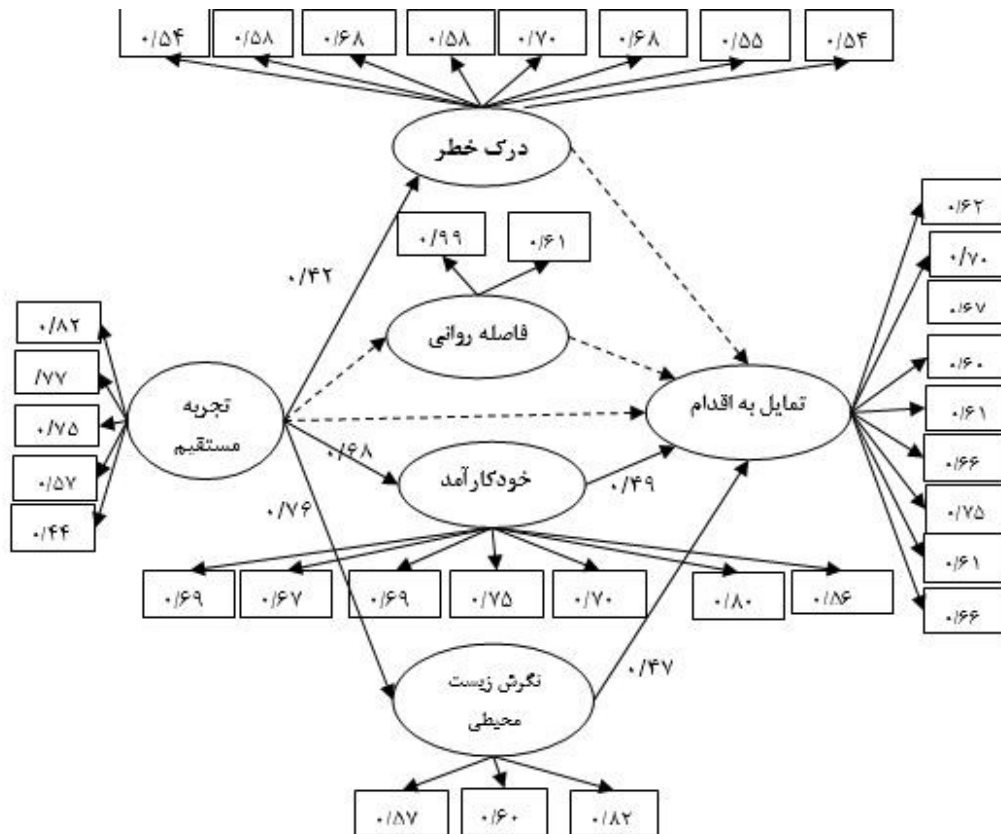 ۰/۵۴ ۰/۵۸ ۰/۶۸ ۰/۵۸ ۰/۷۰ ۰/۶۸ ۰/۵۵ ۰/۵۴
درک خطر
۰/۹۹ ۰/۶۱
۰/۴۲
فاصله روانی
۰/۸۲
/۷۷
۰/۷۵
۰/۵۷
۰/۴۴
تجربه
مستقیم
۰/۶۲
۰/۷۰
۰/۶۷
۰/۶۰
۰/۶۱
۰/۶۶
۰/۷۵
۰/۶۱
۰/۶۶
تمایل به اقدام
۰/۶۸
خودکارآمد
۰/۴۹
۰/۷۶
۰/۶۹ ۰/۶۷ ۰/۶۹ ۰/۷۵ ۰/۷۰ ۰/۸۰ ۰/۵۶
۰/۴۷
نگرش زیست
محیطی
۰/۵۷ ۰/۶۰ ۰/۸۲